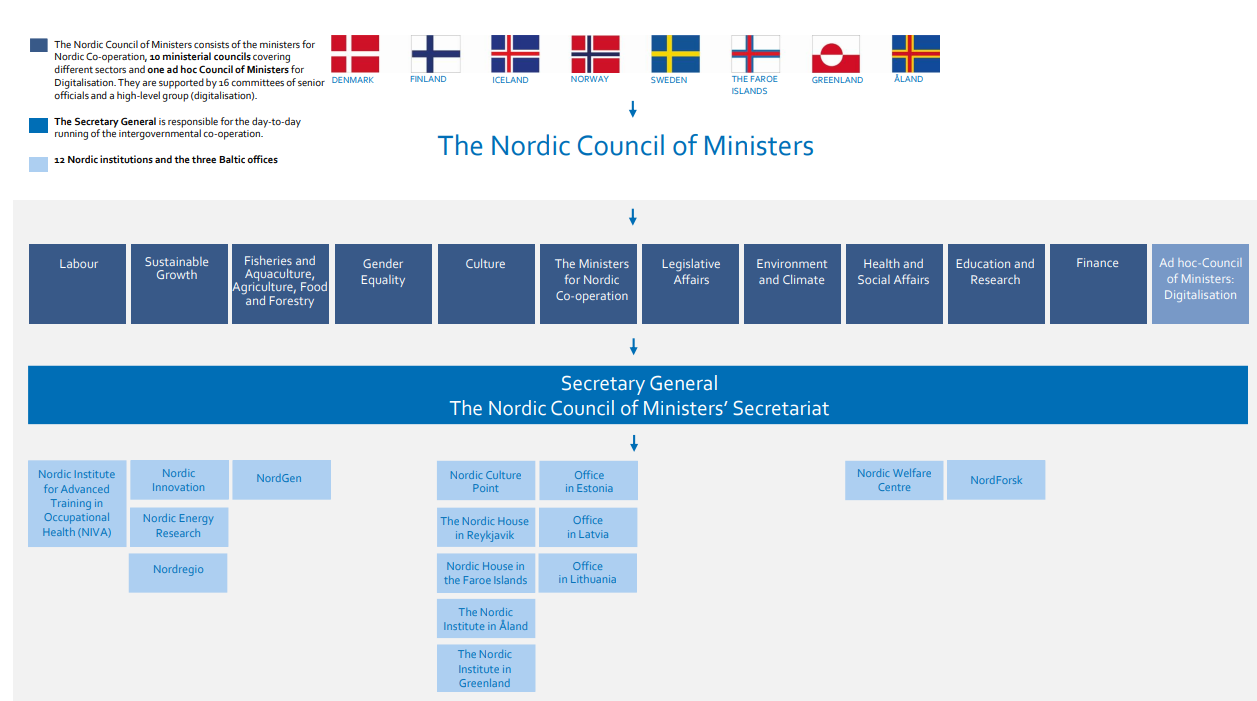 The Nordic Council of Ministers consists of the ministers for
Nordic Co-operation, 10 ministerial councils covering
different sectors and one ad hoc Council of Ministers for
Digitalisation. They are supported by 16 committees of senior
officials and a high-level group (digitalisation).
The Secretary General is responsible for the day-to-day
running of the intergovernmental co-operation.
12 Nordic institutions and the three Baltic offices
DENMARK
FINLAND
ICELAND
NORWAY
SWEDEN
THE FAROE
ISLANDS
GREENLAND
ÅLAND
The Nordic Council of Ministers
Labour
Sustainable
Growth
Fisheries and
Aquaculture,
Agriculture, Food
and Forestry
Gender
Equality
Culture
The Ministers
for Nordic
Co-operation
Legislative
Affairs
Environment
and Climate
Health and
Social Affairs
Education and
Research
Finance
Ad hoc-Council
of Ministers:
Digitalisation
Secretary General
The Nordic Council of Ministers’ Secretariat
Nordic Institute
for Advanced
Training in
Occupational
Health (NIVA)
Nordic
Innovation
Nordic Energy
Research
Nordregio
NordGen
Nordic Culture
Point
The Nordic House
in Reykjavik
Nordic House in
the Faroe Islands
The Nordic
Institute in Åland
The Nordic
Institute in
Greenland
Office
in Estonia
Office
in Latvia
Office
in Lithuania
Nordic Welfare
Centre
NordForsk